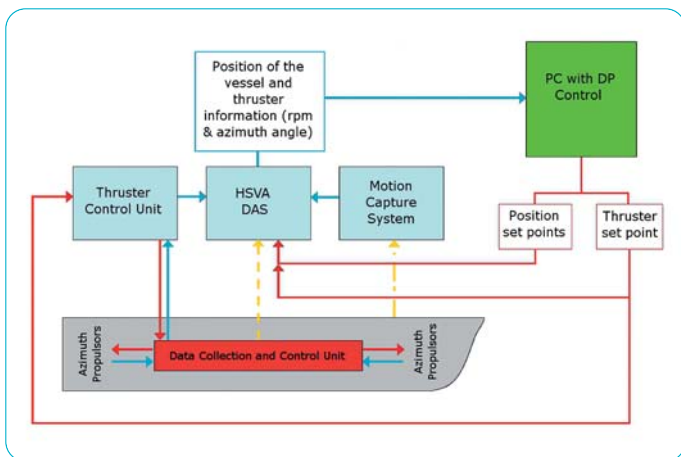 Position of the
vessel and
thruster
information (rpm
& azimuth angle)
PC with DP
Control
Thruster
Control Unit
HSVA
DAS
Motion
Capture
System
Position
set points
Thruster
set point
Azimuth
Propulsors
Data Collection and Control Unit
Azimuth
Propulsors